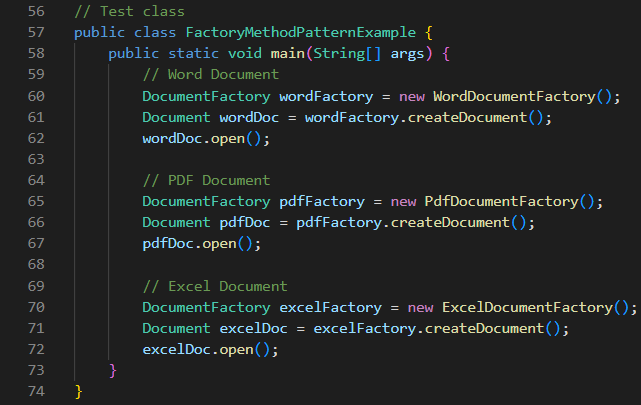 56 // Test class
57 public class FactoryMethodPatternExample {
58     public static void main(String[] args) {
59         // Word Document
60         DocumentFactory wordFactory = new WordDocumentFactory();
61         Document wordDoc = wordFactory.createDocument();
62         wordDoc.open();
63
64         // PDF Document
65         DocumentFactory pdfFactory = new PdfDocumentFactory();
66         Document pdfDoc = pdfFactory.createDocument();
67         pdfDoc.open();
68
69         // Excel Document
70         DocumentFactory excelFactory = new ExcelDocumentFactory();
71         Document excelDoc = excelFactory.createDocument();
72         excelDoc.open();
73     }
74 }